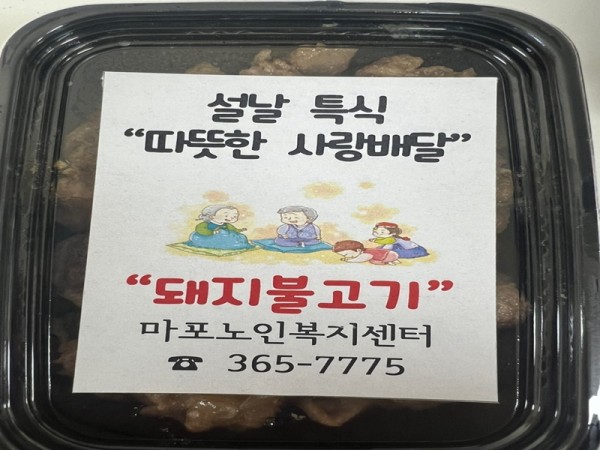 설날 특식
“따뜻한 사랑배달”
“돼지불고기”
마포노인복지센터
☎ 365-7775